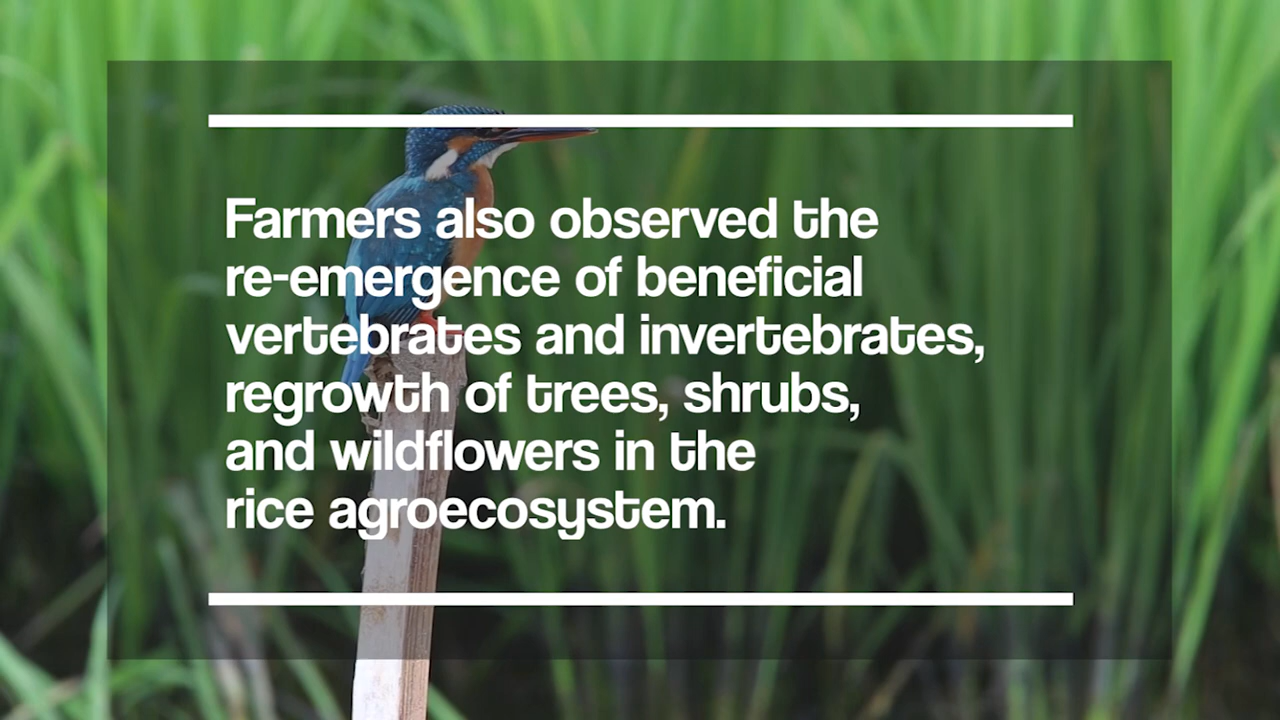 Farmers also observed the
re-emergence of beneficial
vertebrates and invertebrates,
regrowth of trees, shrubs,
and wildflowers in the
rice agroecosystem.